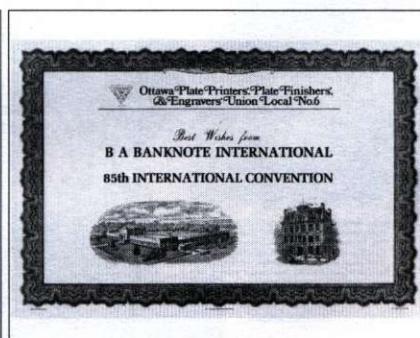 Ottawa Plate Printers', Plate Finishers',
& Engravers' Union Local No.6
Best Wishes from
B A BANKNOTE INTERNATIONAL
85th INTERNATIONAL CONVENTION